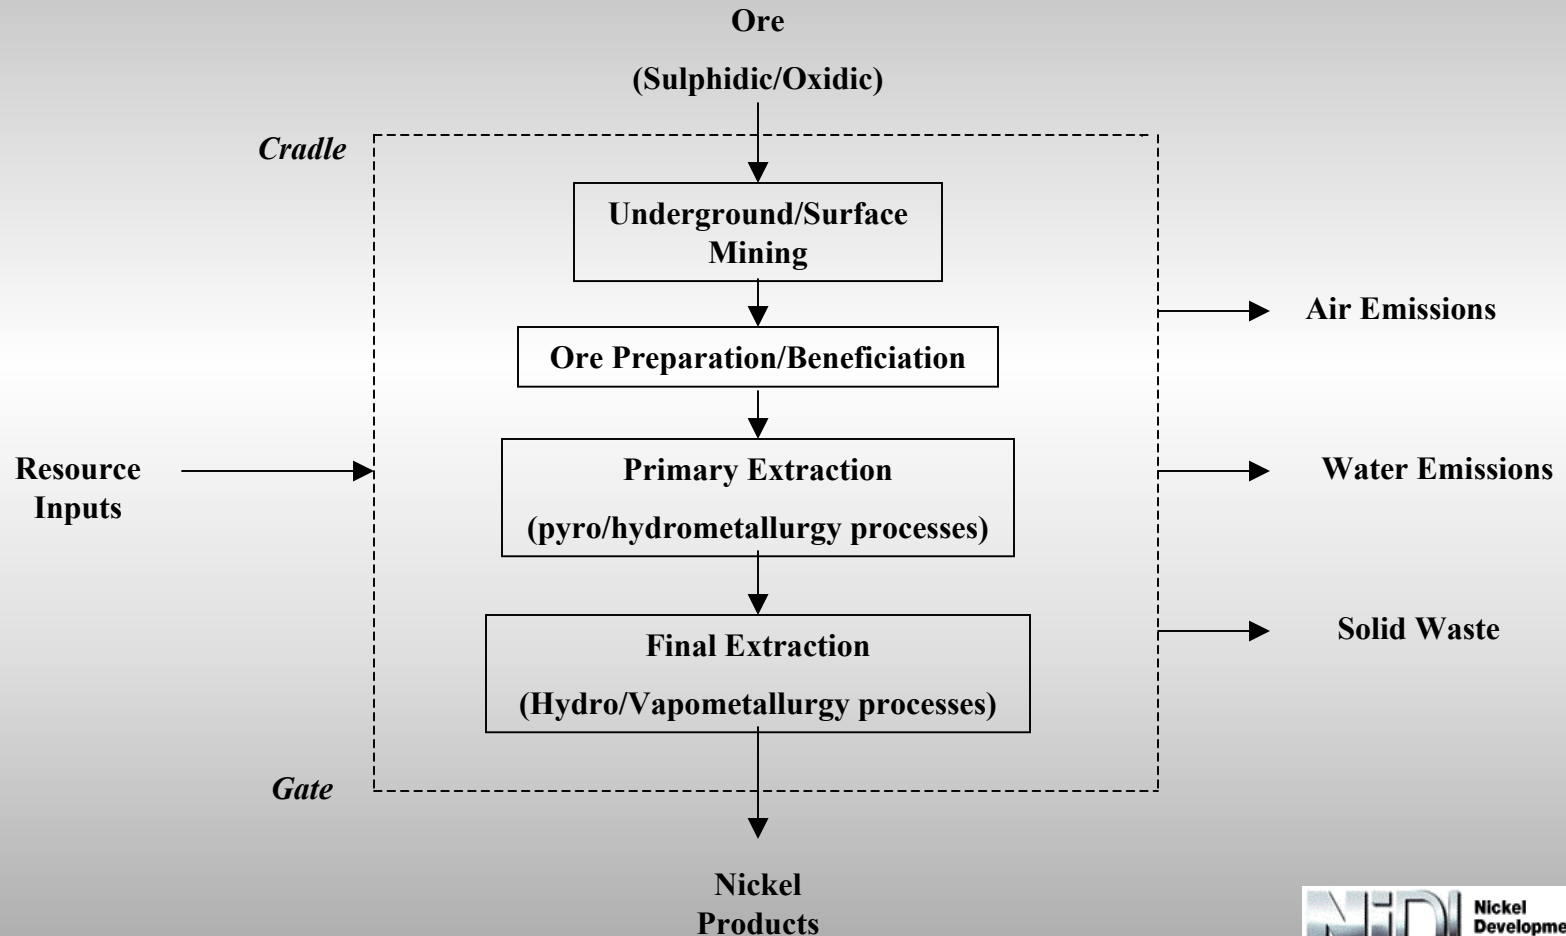 Ore
(Sulphidic/Oxidic)
Cradle
Underground/Surface
Mining
Air Emissions
Ore Preparation/Beneficiation
Resource
Inputs
Primary Extraction
(pyro/hydrometallurgy processes)
Water Emissions
Final Extraction
(Hydro/Vapometallurgy processes)
Solid Waste
Gate
Nickel
Products
NiDI
Nickel